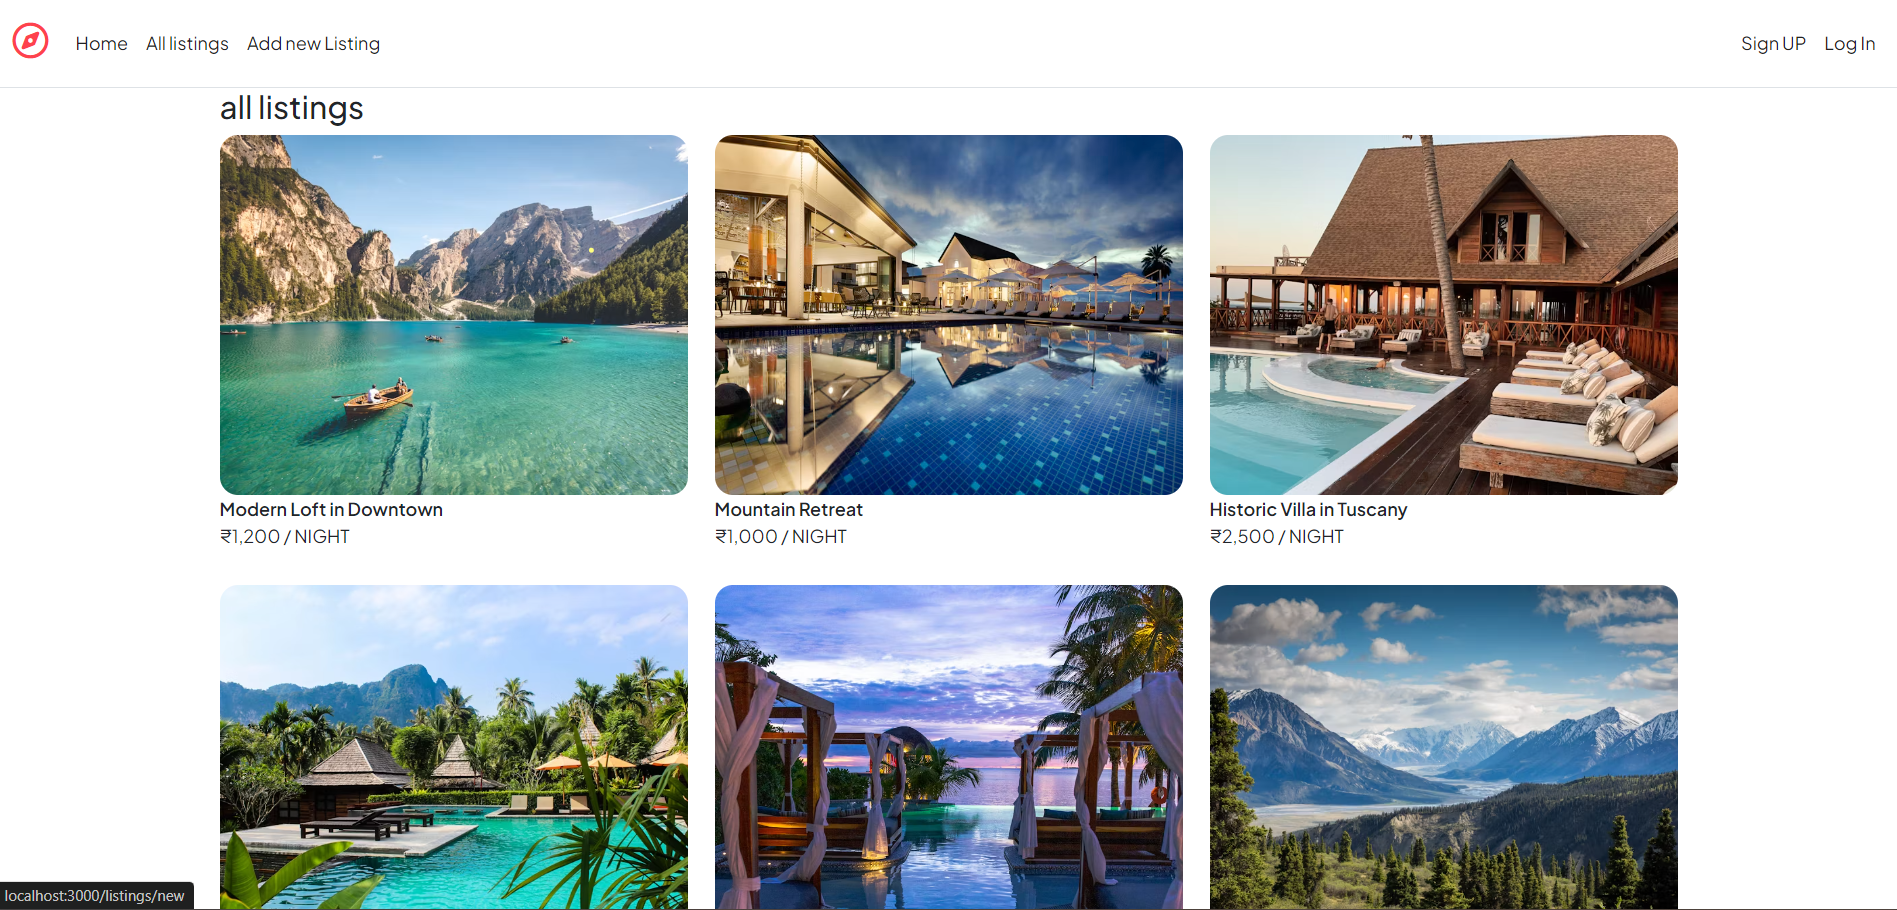 Home All listings Add new Listing Sign UP Log In
all listings
Modern Loft in Downtown
₹1,200 / NIGHT
Mountain Retreat
₹1,000 / NIGHT
Historic Villa in Tuscany
₹2,500 / NIGHT
localhost:3000/listings/new